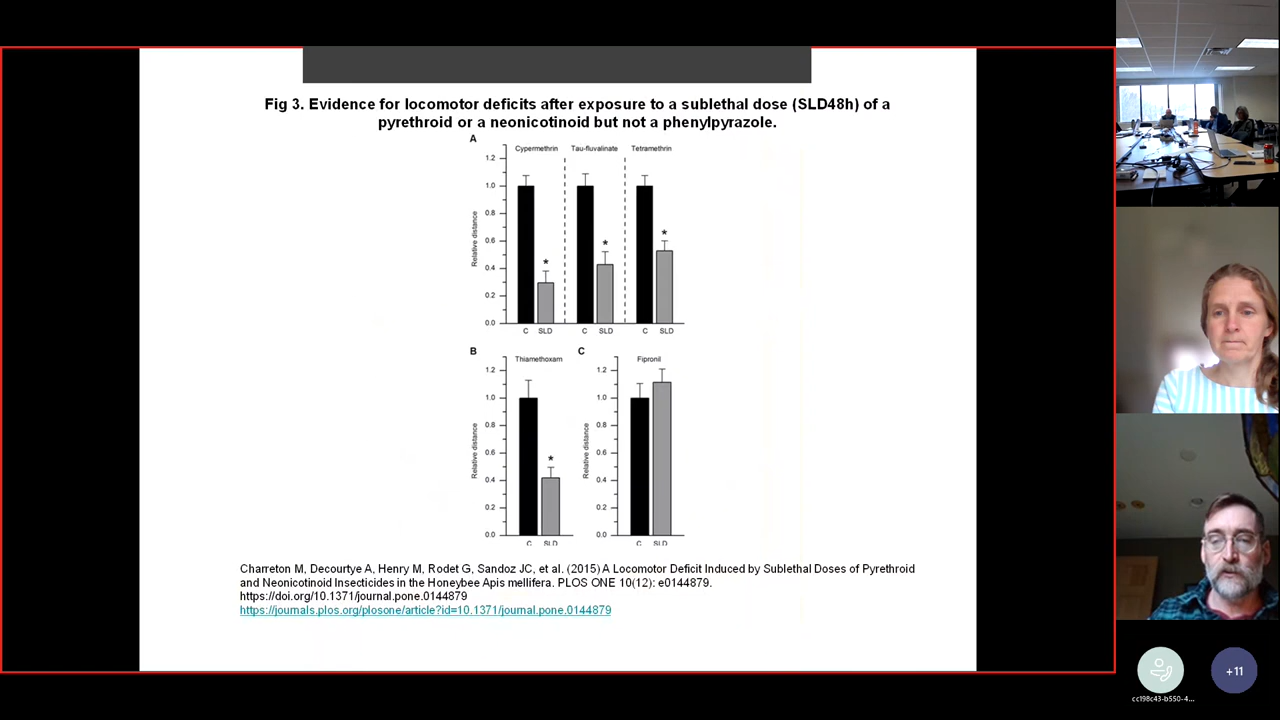 Fig 3. Evidence for locomotor deficits after exposure to a sublethal dose (SLD48h) of a
pyrethroid or a neonicotinoid but not a phenylpyrazole.
A
Cypermethrin Tau-fluvalinate Tetramethrin
1.2
1.0
0.8
0.6
0.4
0.2
0.0
Relative distance
* * *
C SLD C SLD C SLD
B
Thiamethoxam
1.2
1.0
0.8
0.6
0.4
0.2
0.0
Relative distance
*
C SLD
C
Fipronil
1.2
1.0
0.8
0.6
0.4
0.2
0.0
Relative distance
C SLD
Charreton M, Decourtye A, Henry M, Rodet G, Sandoz JC, et al. (2015) A Locomotor Deficit Induced by Sublethal Doses of Pyrethroid
and Neonicotinoid Insecticides in the Honeybee Apis mellifera. PLOS ONE 10(12): e0144879.
https://doi.org/10.1371/journal.pone.0144879
https://journals.plos.org/plosone/article?id=10.1371/journal.pone.0144879
+11
cc198c43-b550-4...